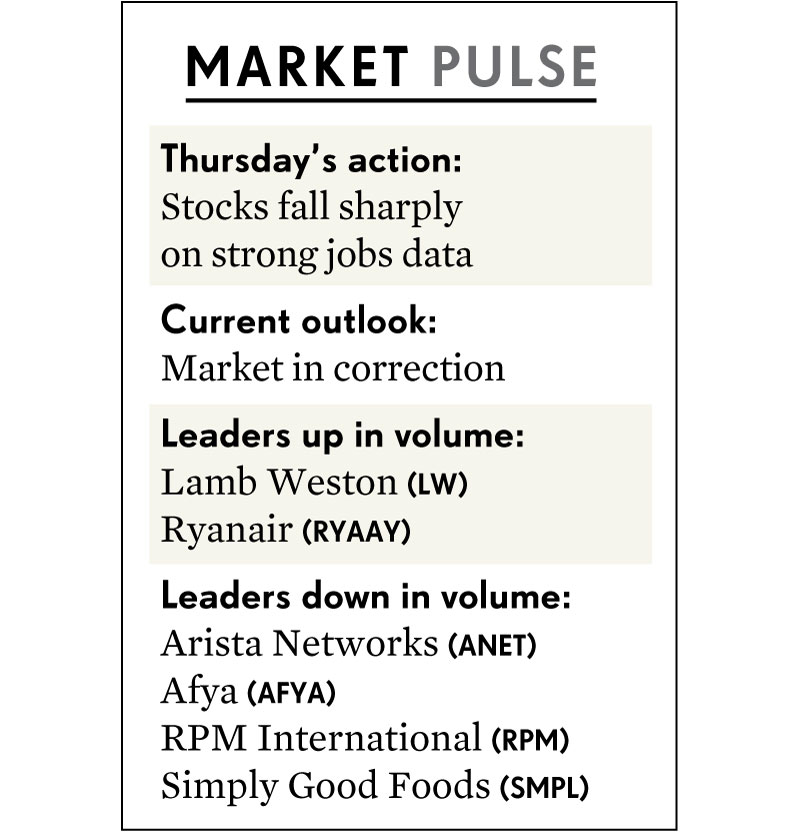 MARKET PULSE
Thursday’s action:
Stocks fall sharply
on strong jobs data
Current outlook:
Market in correction
Leaders up in volume:
Lamb Weston (LW)
Ryanair (RYAAY)
Leaders down in volume:
Arista Networks (ANET)
Afya (AFYA)
RPM International (RPM)
Simply Good Foods (SMPL)